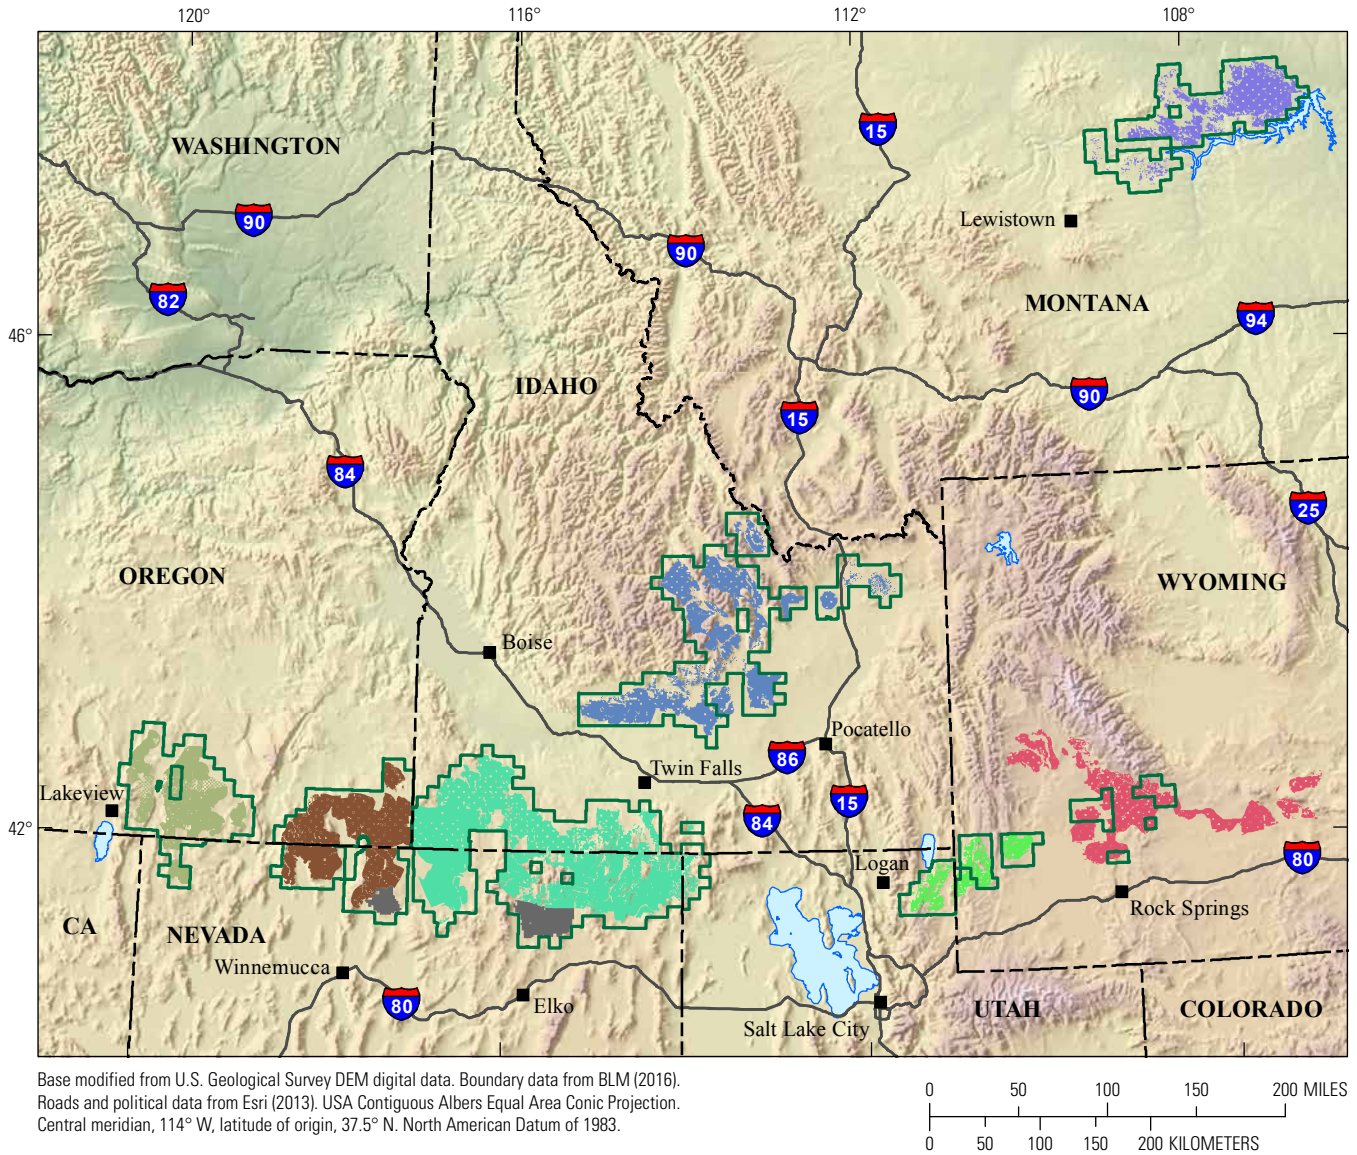 120° 116° 112° 108°
15
WASHINGTON
90
Lewistown
90
82
MONTANA
94
46°
IDAHO
90
15
84
25
OREGON
WYOMING
Boise
Pocatello
86
Twin Falls
Lakeview
15
84
42°
80
Logan
Rock Springs
CA
NEVADA
Winnemucca
80
Elko
UTAH
COLORADO
Salt Lake City
Base modified from U.S. Geological Survey DEM digital data. Boundary data from BLM (2016).
Roads and political data from Esri (2013). USA Contiguous Albers Equal Area Conic Projection.
Central meridian, 114° W, latitude of origin, 37.5° N. North American Datum of 1983.
0 50 100 150 200 MILES
0 50 100 150 200 KILOMETERS